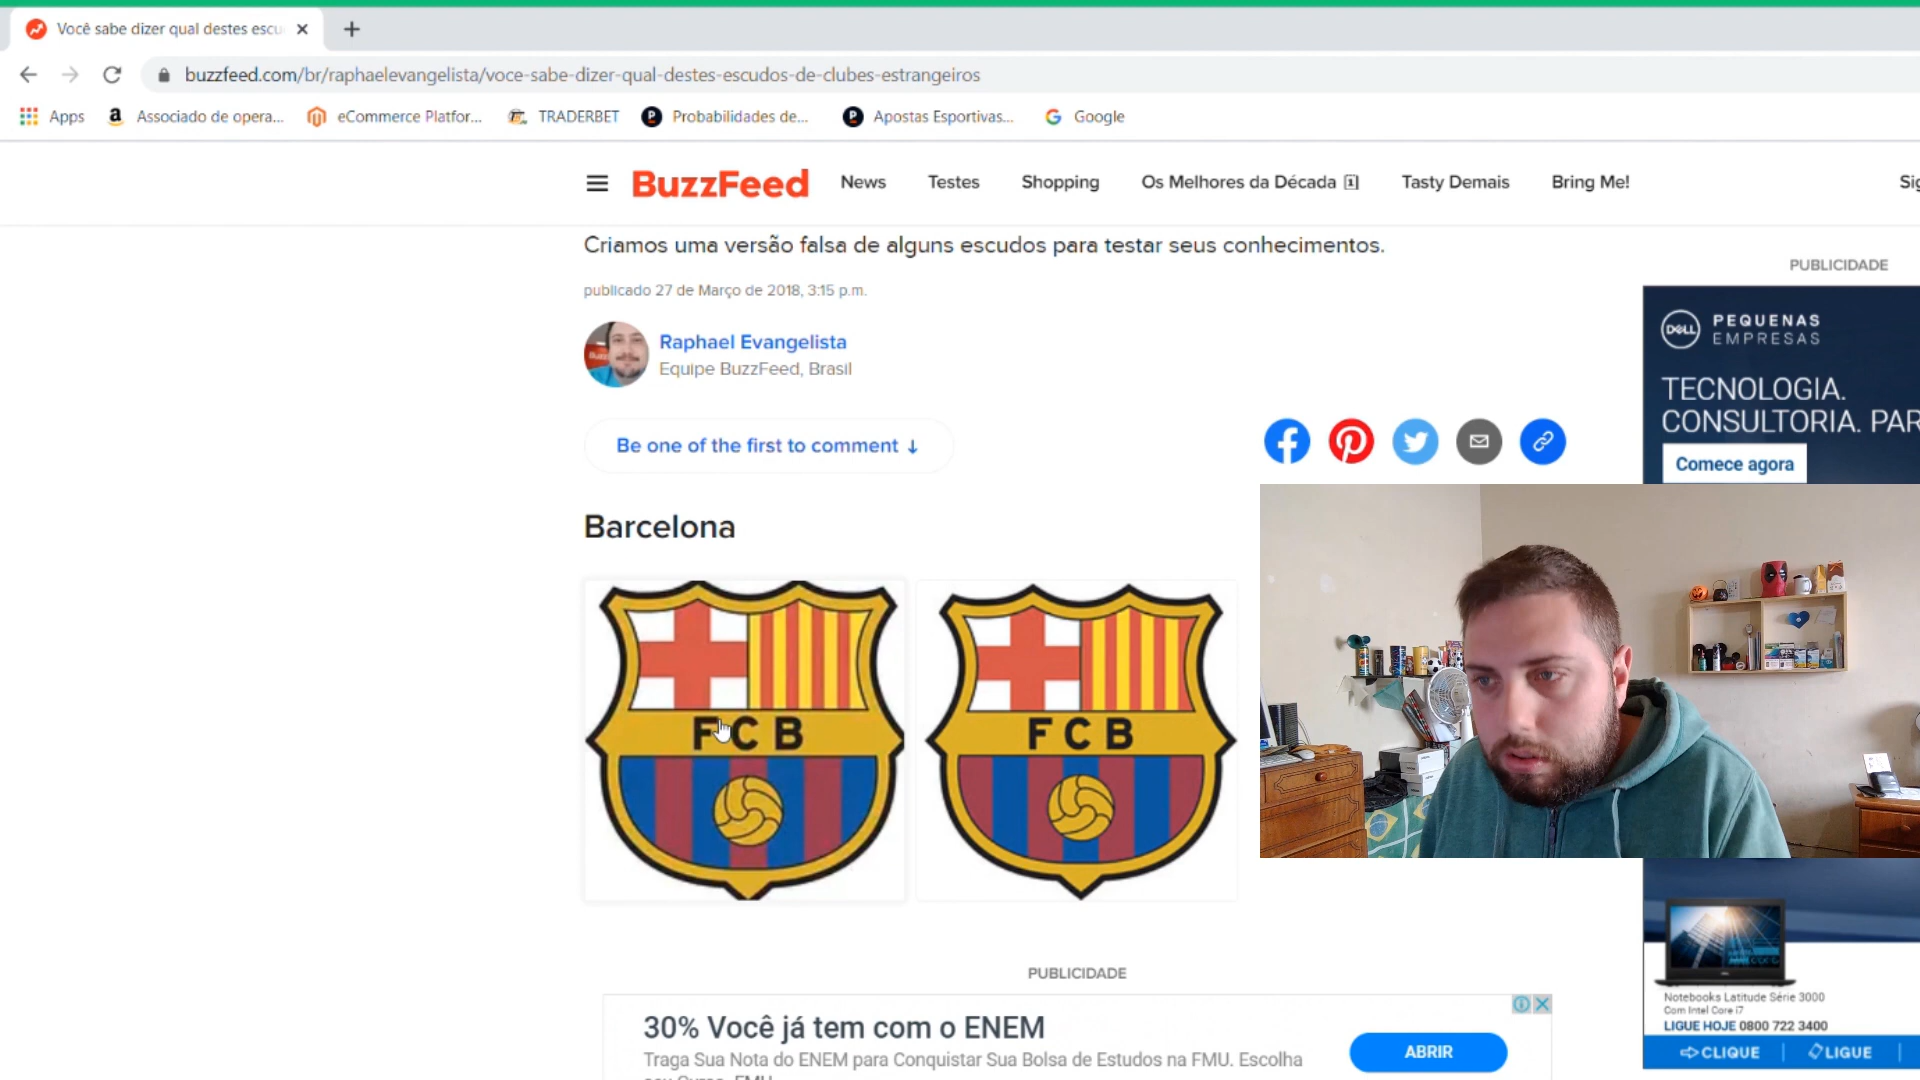 Você sabe dizer qual destes escu
buzzfeed.com/br/raphaelevangelista/voce-sabe-dizer-qual-destes-escudos-de-clubes-estrangeiros
Apps
Associado de opera...
eCommerce Platfor...
TRADERBET
Probabilidades de...
Apostas Esportivas...
Google
BuzzFeed
News
Testes
Shopping
Os Melhores da Década
Tasty Demais
Bring Me!
Criamos uma versão falsa de alguns escudos para testar seus conhecimentos.
publicado 27 de Março de 2018, 3:15 p.m.
Raphael Evangelista
Equipe BuzzFeed, Brasil
Be one of the first to comment ↓
Barcelona
FCB
FCB
PUBLICIDADE
DELL
PEQUENAS
EMPRESAS
TECNOLOGIA.
CONSULTORIA. PAR
Comece agora
Notebooks Latitude Série 3000
Com Intel Core i7
LIGUE HOJE 0800 722 3400
CLIQUE
LIGUE
PUBLICIDADE
30% Você já tem com o ENEM
Traga Sua Nota do ENEM para Conquistar Sua Bolsa de Estudos na FMU. Escolha
ABRIR